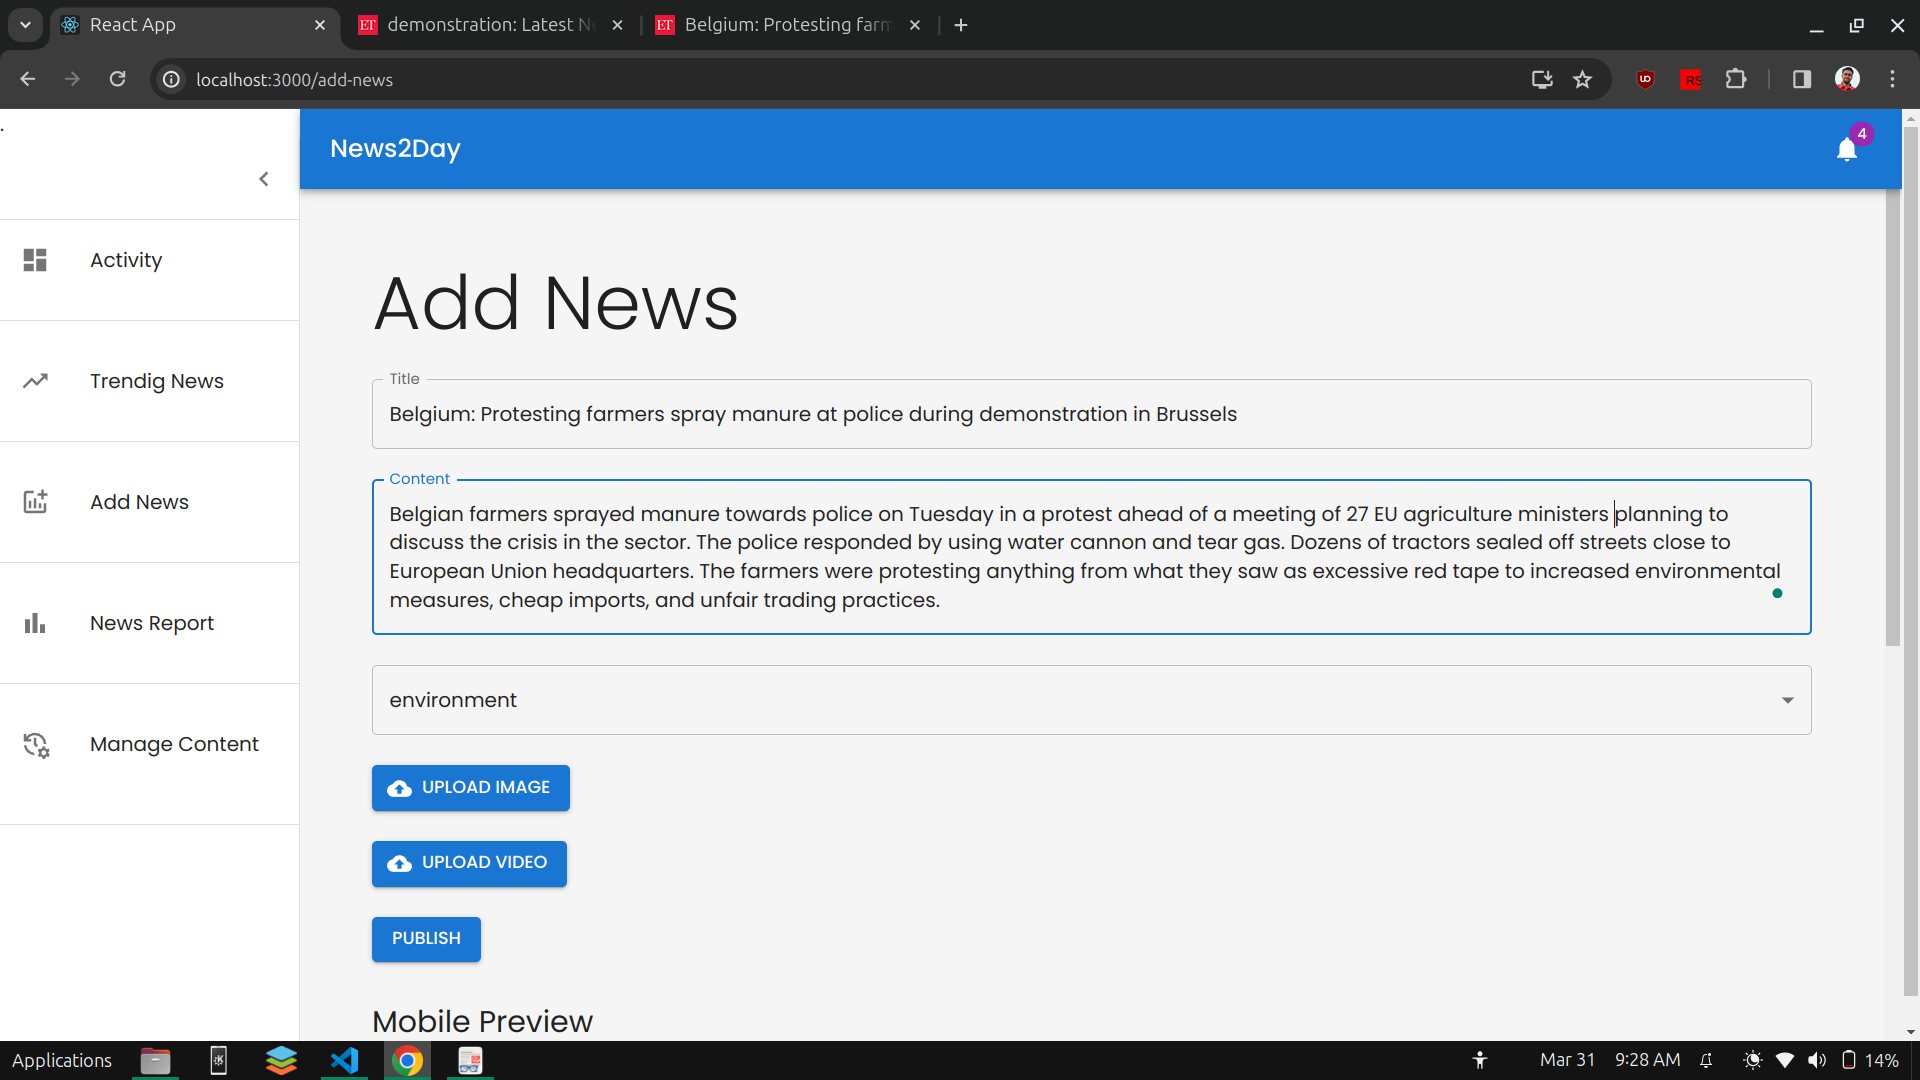 React App
demonstration: Latest Ne
Belgium: Protesting farm
localhost:3000/add-news
News2Day
4
Activity
Trendig News
Add News
News Report
Manage Content
Add News
Title
Belgium: Protesting farmers spray manure at police during demonstration in Brussels
Content
Belgian farmers sprayed manure towards police on Tuesday in a protest ahead of a meeting of 27 EU agriculture ministers planning to
discuss the crisis in the sector. The police responded by using water cannon and tear gas. Dozens of tractors sealed off streets close to
European Union headquarters. The farmers were protesting anything from what they saw as excessive red tape to increased environmental
measures, cheap imports, and unfair trading practices.
environment
UPLOAD IMAGE
UPLOAD VIDEO
PUBLISH
Mobile Preview
Applications
Mar 31 9:28 AM
14%